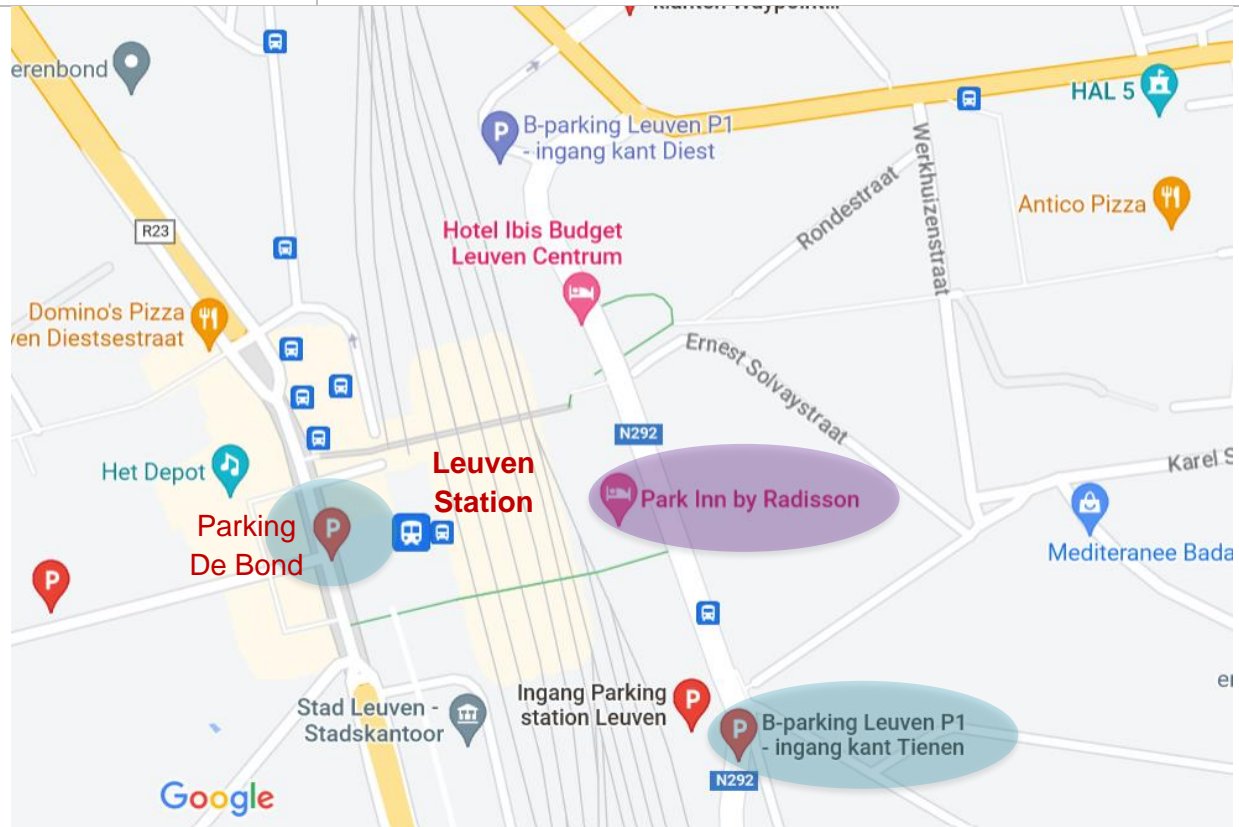 erenbond
HAL 5
B-parking Leuven P1
- ingang kant Diest
Werkhuizenstraat
Rondestraat
Antico Pizza
R23
Hotel Ibis Budget
Leuven Centrum
Domino's Pizza
ven Diestsestraat
Ernest Solvaystraat
N292
Het Depot
Leuven
Station
Karel S
Park Inn by Radisson
Parking
De Bond
Mediteranee Bada
Ingang Parking
station Leuven
Stad Leuven -
Stadskantoor
B-parking Leuven P1
- ingang kant Tienen
N292
Google